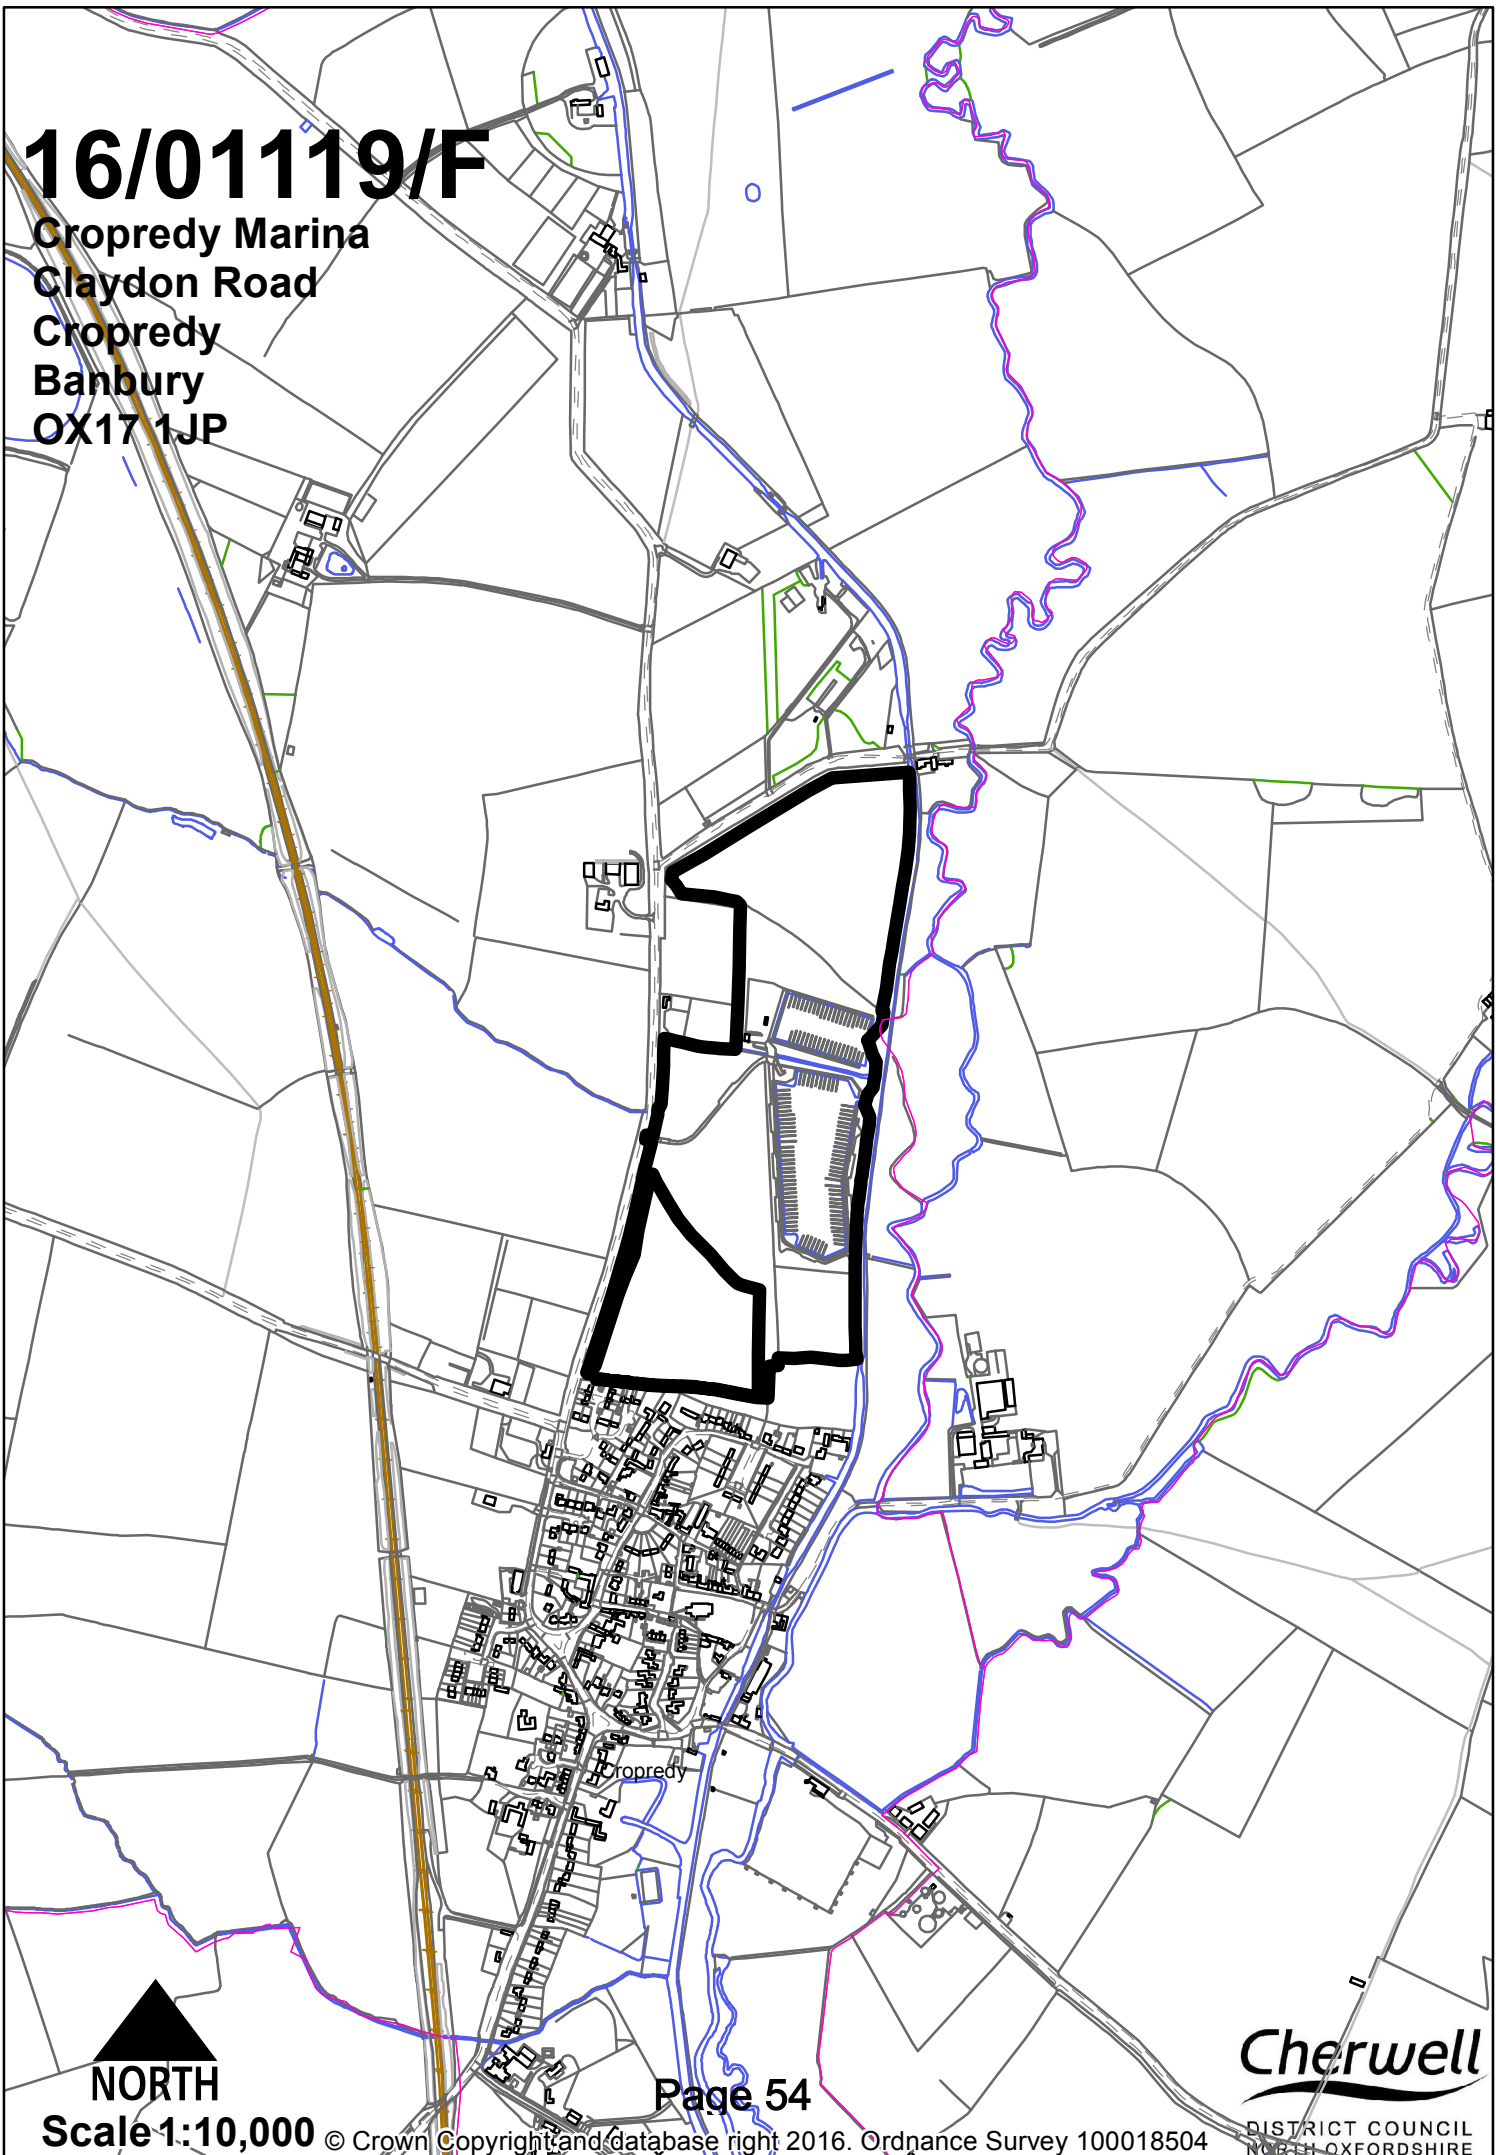 16/01119/F
Cropredy Marina
Claydon Road
Cropredy
Banbury
OX17 1JP
Cropredy
NORTH
Scale 1:10,000
Page 54
© Crown Copyright and database right 2016. Ordnance Survey 100018504
Cherwell
DISTRICT COUNCIL
NORTH OXFORDSHIRE